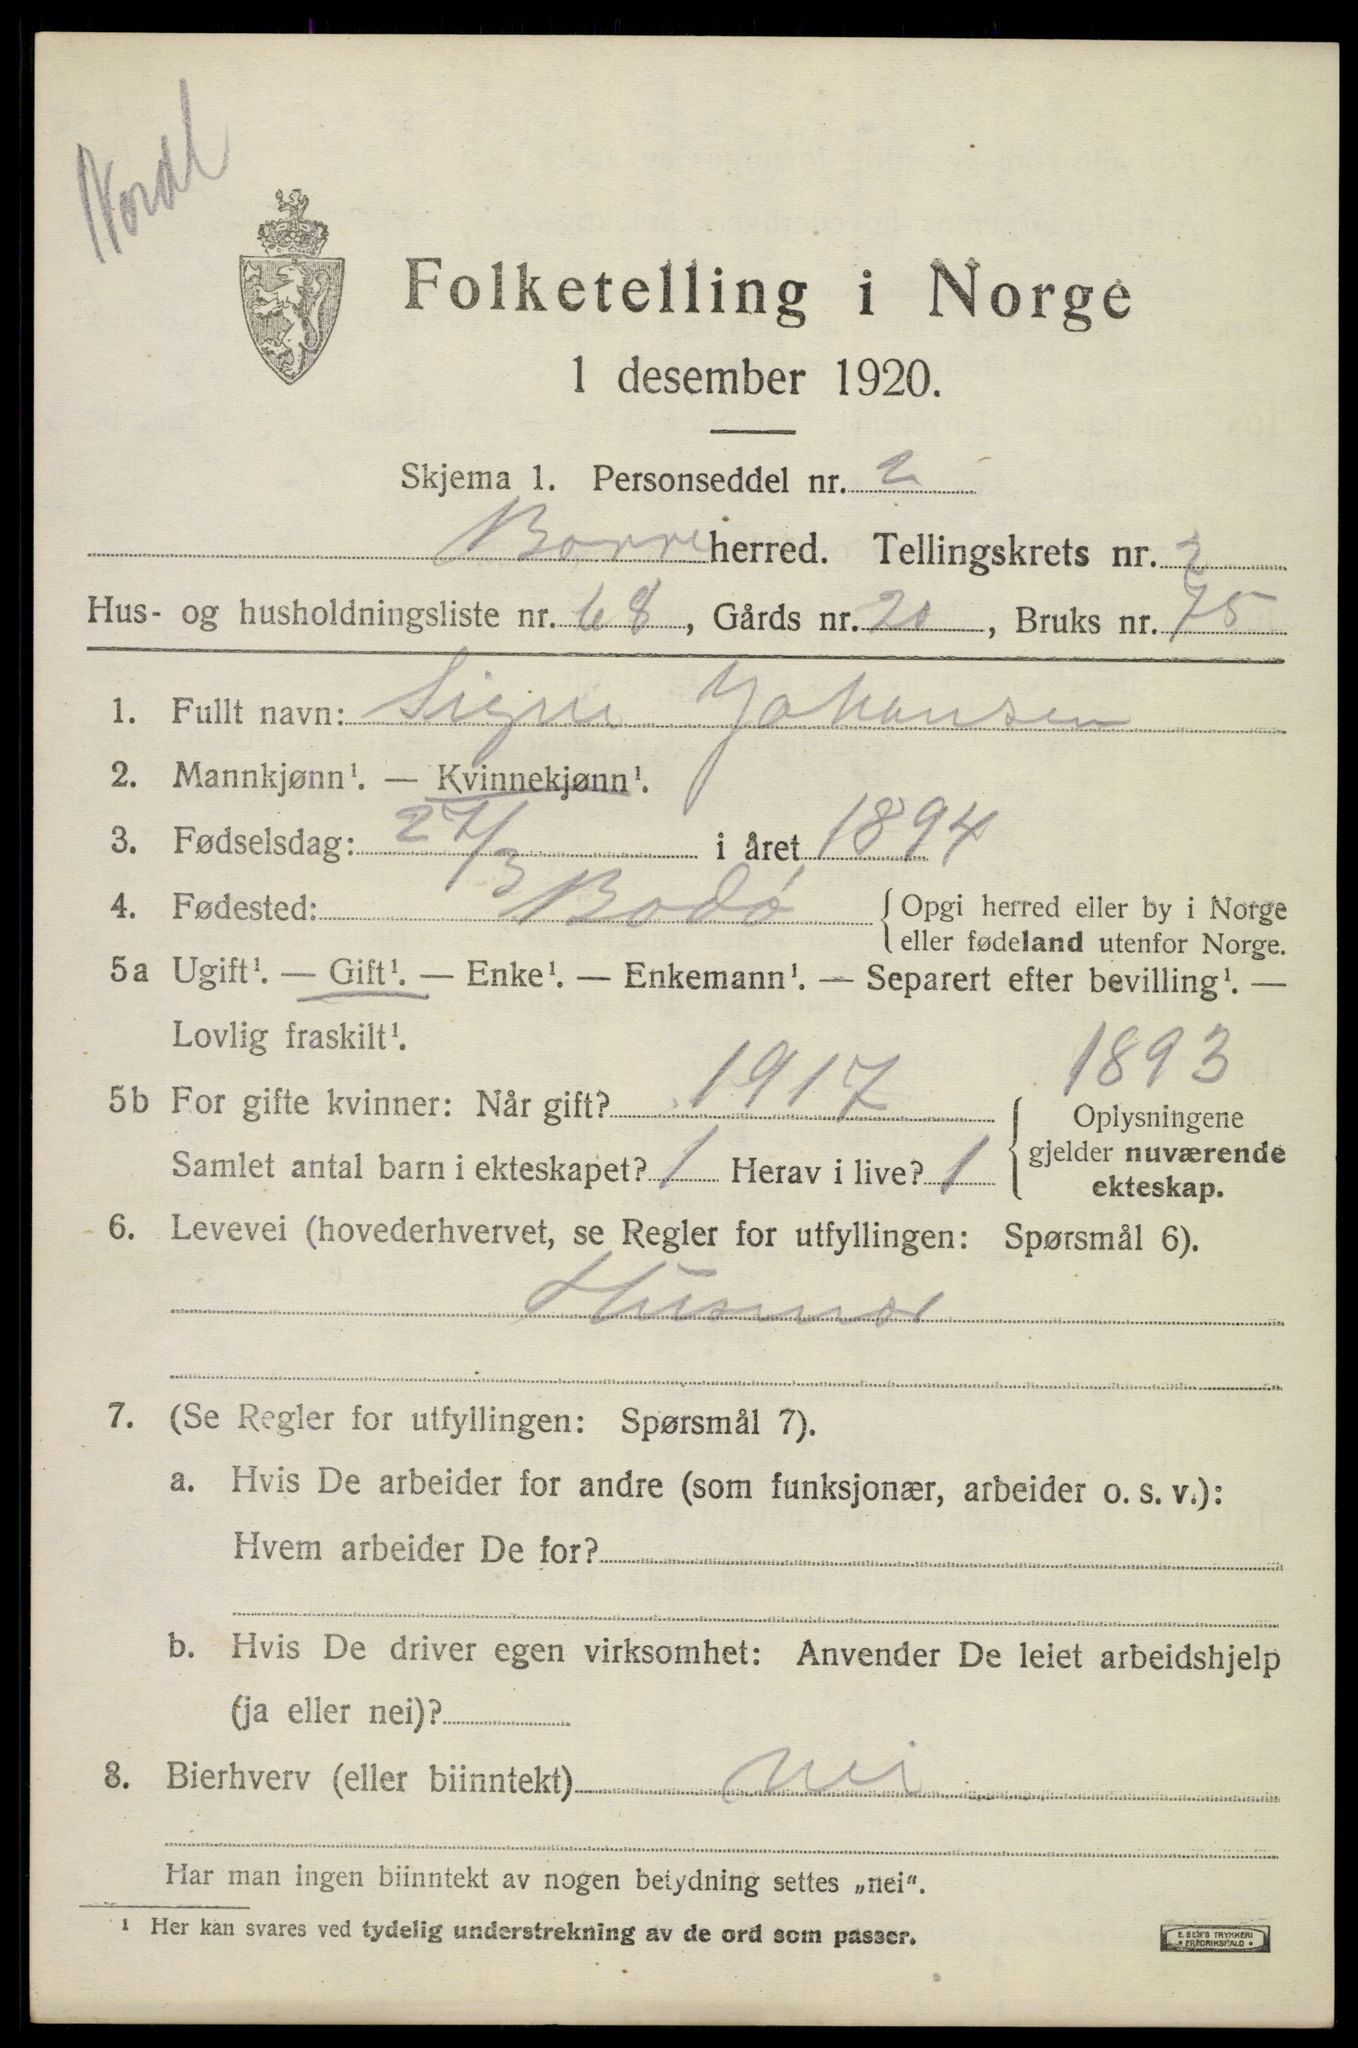 Nordl
Folketelling i Norge
1 desember 1920.
Skjema 1. Personseddel nr. 2
Borre herred. Tellingskrets nr. 2
Hus- og husholdningsliste nr. 68, Gårds nr. 20, Bruks nr. 75
1. Fullt navn: Signe Johansen
2. Mannkjønn¹. — Kvinnekjønn¹.
3. Fødselsdag: 27/3 i året 1894
4. Fødested: Bodó { Opgi herred eller by i Norge
eller fødeland utenfor Norge.
5a Ugift¹. — Gift¹. — Enke¹. — Enkemann¹. — Separert efter bevilling¹. —
Lovlig fraskilt¹.
1893
5b For gifte kvinner: Når gift? 1917
Samlet antal barn i ekteskapet? 1 Herav i live? 1
{ Oplysningene
gjelder nuværende
ekteskap.
6. Levevei (hovederhvervet, se Regler for utfyllingen: Spørsmål 6).
Husmor
7. (Se Regler for utfyllingen: Spørsmål 7).
a. Hvis De arbeider for andre (som funksjonær, arbeider o. s. v.):
Hvem arbeider De for?
b. Hvis De driver egen virksomhet: Anvender De leiet arbeidshjelp
(ja eller nei)?
8. Bierhverv (eller biinntekt) nei
Har man ingen biinntekt av nogen betydning settes „nei“.
¹ Her kan svares ved tydelig understrekning av de ord som passer.
E. SEM'S TRYKKERI
• FREDRIKSHALD •